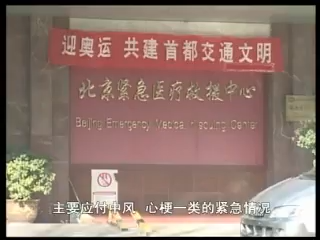 迎奥运 共建首都交通文明
北京紧急医疗救援中心
Beijing Emergency Medical Rescuing Center
主要应付中风 心梗一类的紧急情况